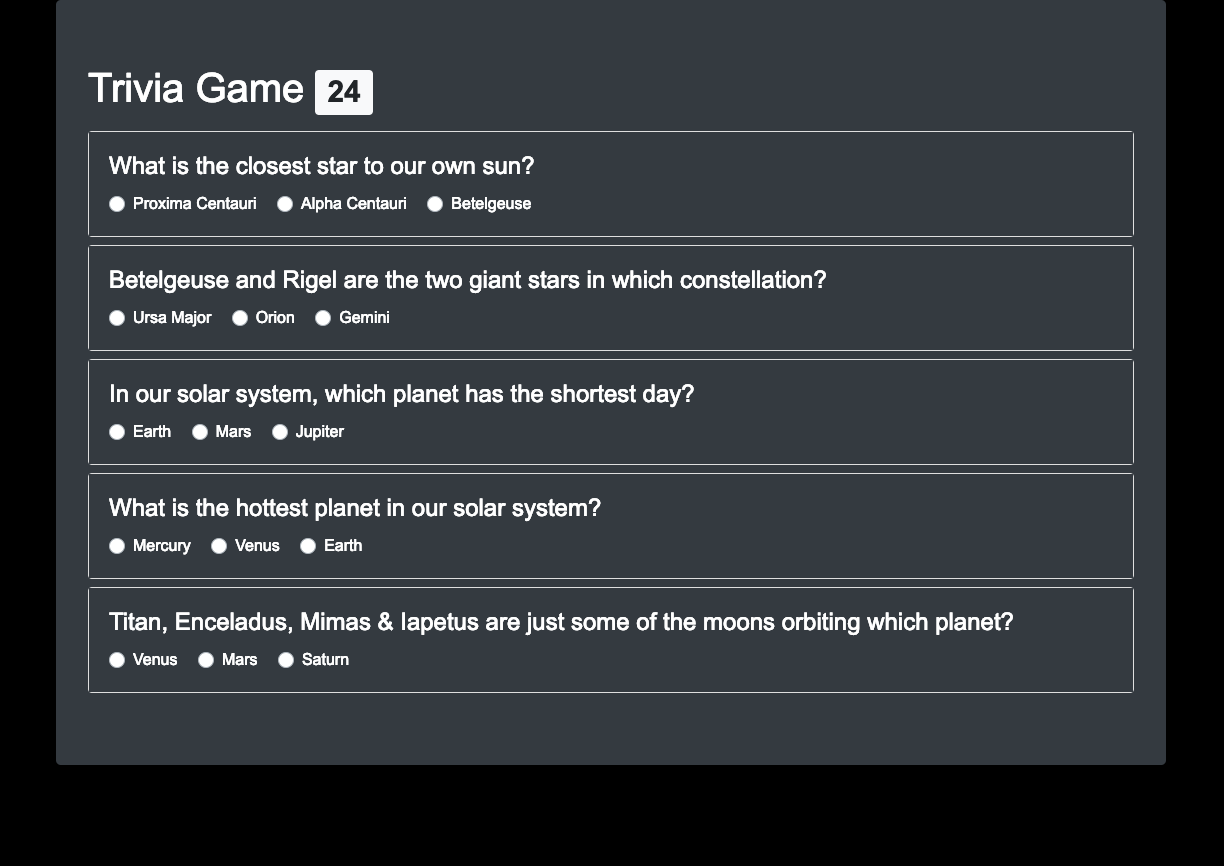 Trivia Game 24
What is the closest star to our own sun?
Proxima Centauri Alpha Centauri Betelgeuse
Betelgeuse and Rigel are the two giant stars in which constellation?
Ursa Major Orion Gemini
In our solar system, which planet has the shortest day?
Earth Mars Jupiter
What is the hottest planet in our solar system?
Mercury Venus Earth
Titan, Enceladus, Mimas & Iapetus are just some of the moons orbiting which planet?
Venus Mars Saturn